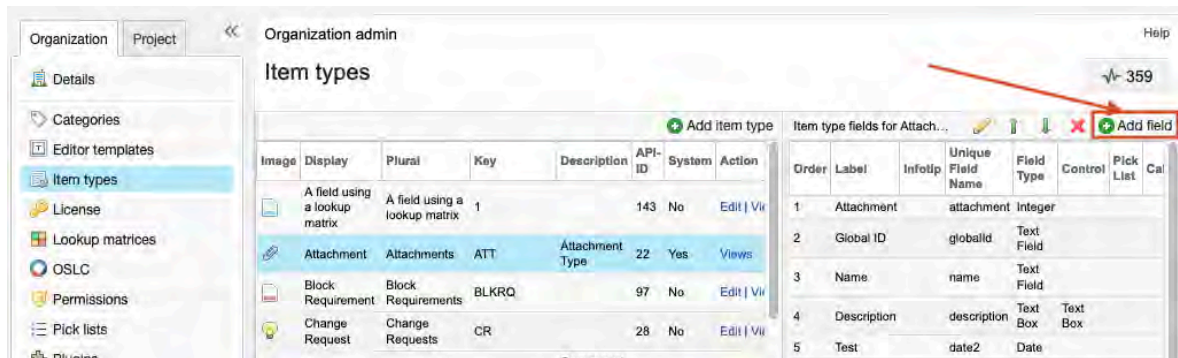 Organization Project
Organization admin
Help
Item types
359
Details
Categories
Editor templates
Item types
License
Lookup matrices
OSLC
Permissions
Pick lists
Plugins
Add item type
Image Display Plural Key Description API-ID System Action
A field using a lookup matrix A field using a lookup matrix 1 143 No Edit |
Attachment Attachments ATT Attachment Type 22 Yes Views
Block Requirement Block Requirements BLKRQ 97 No Edit |
Change Request Change Requests CR 28 No Edit |
Item type fields for Attach...
Add field
Order Label Infotip Unique Field Name Field Type Control Pick List
1 Attachment attachment Integer
2 Global ID globalId Text Field
3 Name name Text Field
4 Description description Text Box Text Box
5 Test date2 Date